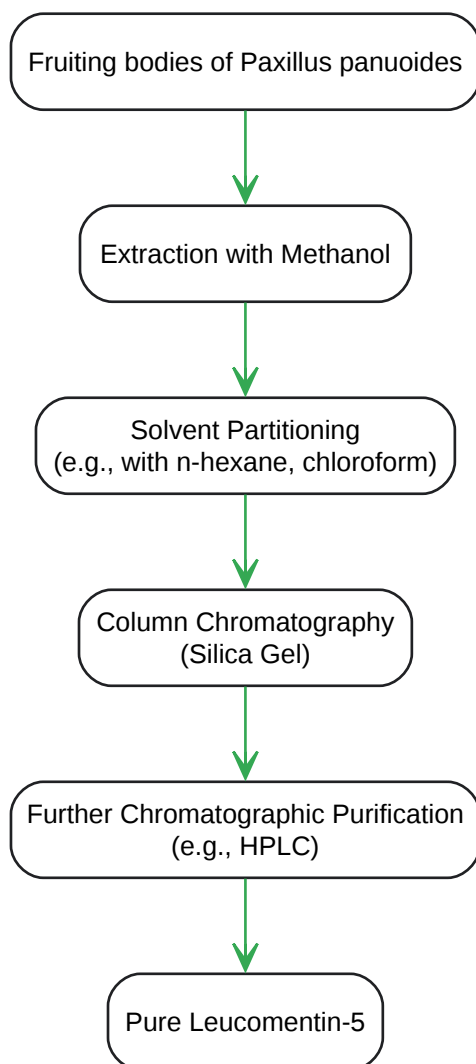 Fruiting bodies of Paxillus panuoides
Extraction with Methanol
Solvent Partitioning
(e.g., with n-hexane, chloroform)
Column Chromatography
(Silica Gel)
Further Chromatographic Purification
(e.g., HPLC)
Pure Leucomentin-5